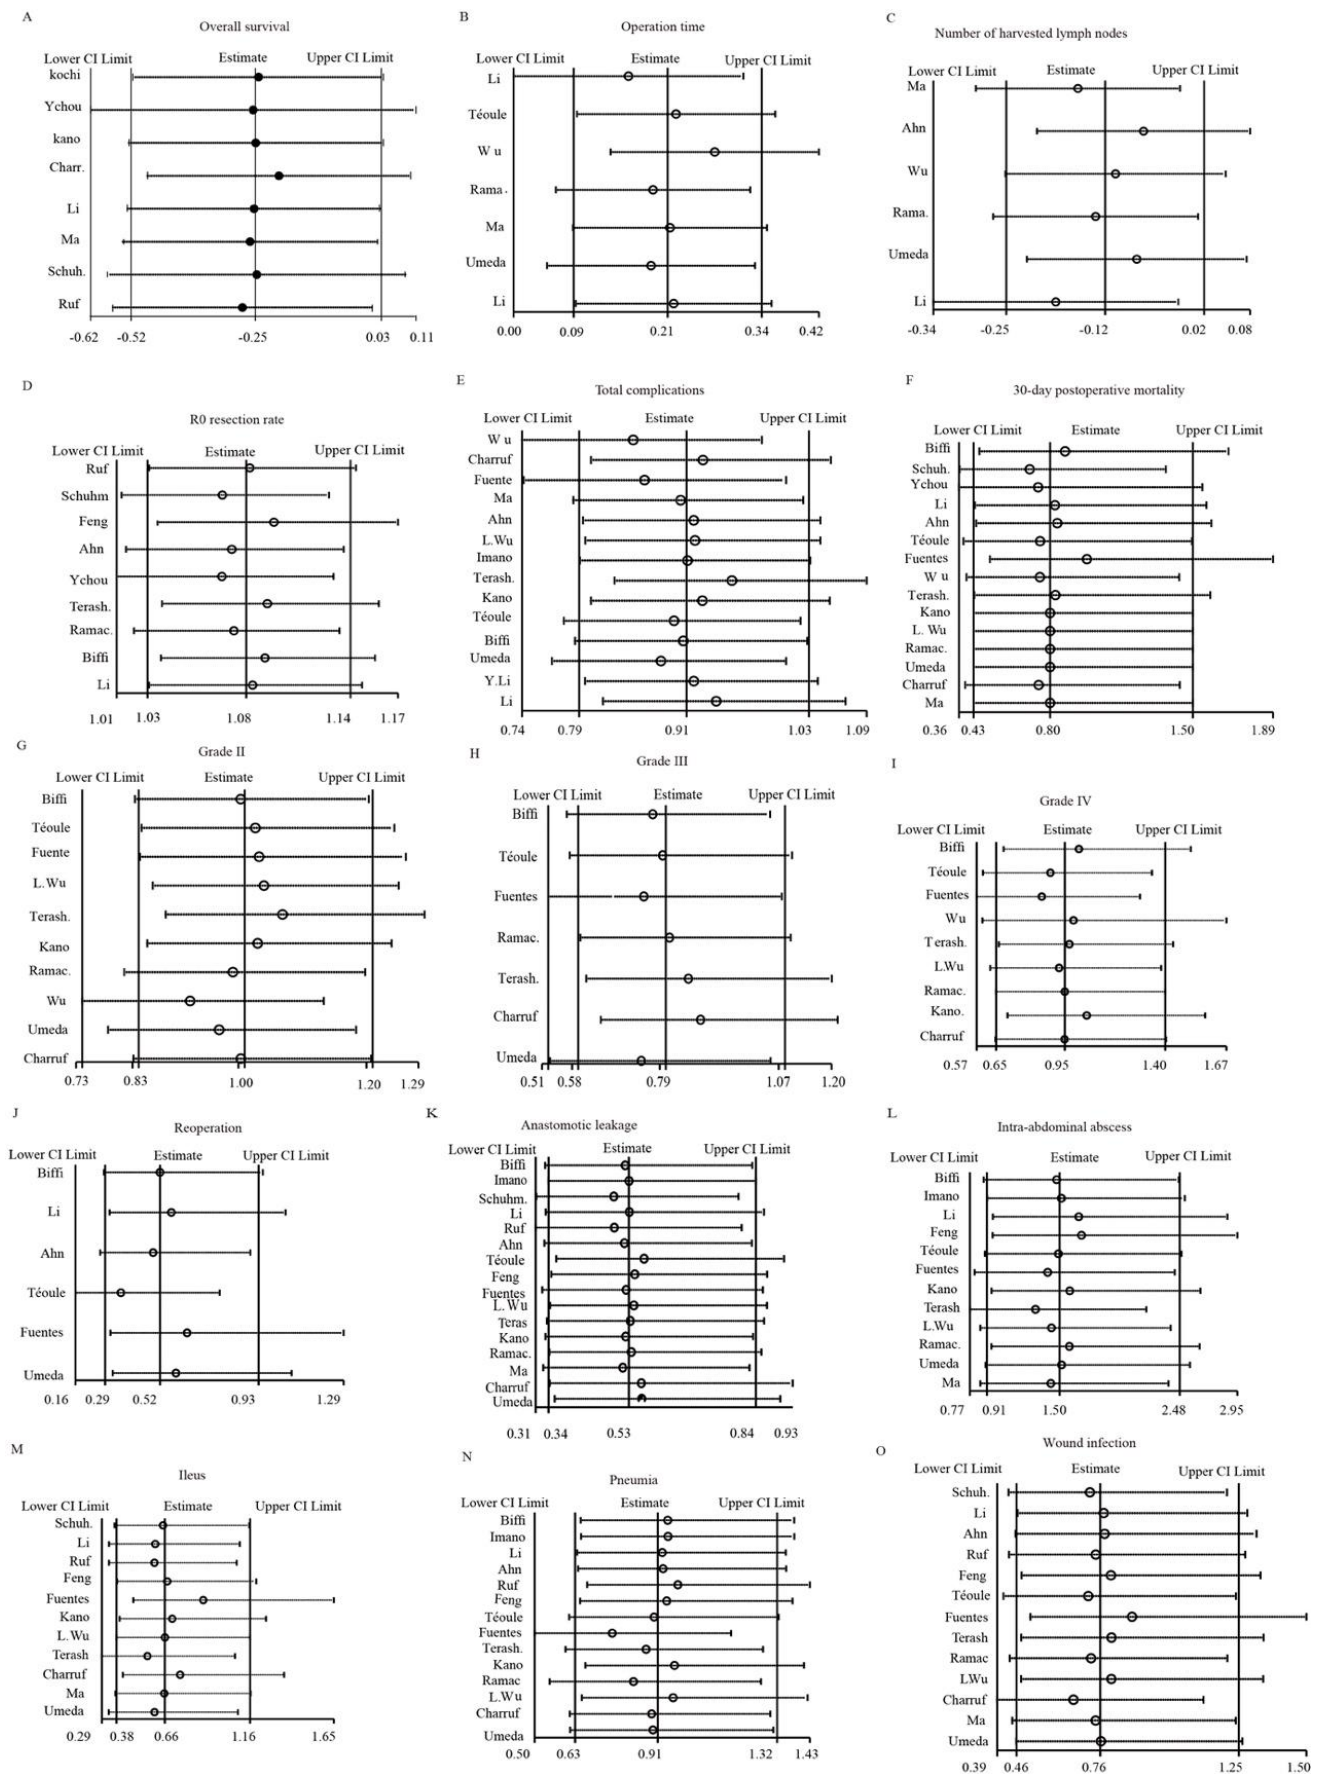 A
Overall survival
Lower CI Limit Estimate Upper CI Limit
kochi
Ychou
kano
Charr.
Li
Ma
Schuh.
Ruf
-0.62 -0.52 -0.25 0.03 0.11
B
Operation time
Lower CI Limit Estimate Upper CI Limit
Li
Téoule
W u
Rama.
Ma
Umeda
Li
0.00 0.09 0.21 0.34 0.42
C
Number of harvested lymph nodes
Lower CI Limit Estimate Upper CI Limit
Ma
Ahn
Wu
Rama.
Umeda
Li
-0.34 -0.25 -0.12 0.02 0.08
D
R0 resection rate
Lower CI Limit Estimate Upper CI Limit
Ruf
Schuhm
Feng
Ahn
Ychou
Terash.
Ramac.
Biffi
Li
1.01 1.03 1.08 1.14 1.17
E
Total complications
Lower CI Limit Estimate Upper CI Limit
W u
Charruf
Fuente
Ma
Ahn
L.Wu
Imano
Terash.
Kano
Téoule
Biffi
Umeda
Y.Li
Li
0.74 0.79 0.91 1.03 1.09
F
30-day postoperative mortality
Lower CI Limit Estimate Upper CI Limit
Biffi
Schuh.
Ychou
Li
Ahn
Téoule
Fuentes
W u
Terash.
Kano
L. Wu
Ramac.
Umeda
Charruf
Ma
0.36 0.43 0.80 1.50 1.89
G
Grade II
Lower CI Limit Estimate Upper CI Limit
Biffi
Téoule
Fuente
L.Wu
Terash.
Kano
Ramac.
Wu
Umeda
Charruf
0.73 0.83 1.00 1.20 1.29
H
Grade III
Lower CI Limit Estimate Upper CI Limit
Biffi
Téoule
Fuentes
Ramac.
Terash.
Charruf
Umeda
0.51 0.58 0.79 1.07 1.20
I
Grade IV
Lower CI Limit Estimate Upper CI Limit
Biffi
Téoule
Fuentes
Wu
Terash.
L.Wu
Ramac.
Kano.
Charruf
0.57 0.65 0.95 1.40 1.67
J
Reoperation
Lower CI Limit Estimate Upper CI Limit
Biffi
Li
Ahn
Téoule
Fuentes
Umeda
0.16 0.29 0.52 0.93 1.29
K
Anastomotic leakage
Lower CI Limit Estimate Upper CI Limit
Biffi
Imano
Schuhm.
Li
Ruf
Ahn
Téoule
Feng
Fuentes
L. Wu
Teras
Kano
Ramac.
Ma
Charruf
Umeda
0.31 0.34 0.53 0.84 0.93
L
Intra-abdominal abscess
Lower CI Limit Estimate Upper CI Limit
Biffi
Imano
Li
Feng
Téoule
Fuentes
Kano
Terash
L.Wu
Ramac.
Umeda
Ma
0.77 0.91 1.50 2.48 2.95
M
Ileus
Lower CI Limit Estimate Upper CI Limit
Schuh.
Li
Ruf
Feng
Fuentes
Kano
L.Wu
Terash
Charruf
Ma
Umeda
0.29 0.38 0.66 1.16 1.65
N
Pneumia
Lower CI Limit Estimate Upper CI Limit
Biffi
Imano
Li
Ahn
Ruf
Feng
Téoule
Fuentes
Terash.
Kano
Ramac
L.Wu
Charruf
Umeda
0.50 0.63 0.91 1.32 1.43
O
Wound infection
Lower CI Limit Estimate Upper CI Limit
Schuh.
Li
Ahn
Ruf
Feng
Téoule
Fuentes
Terash
Ramac
L.Wu
Charruf
Ma
Umeda
0.39 0.46 0.76 1.25 1.50